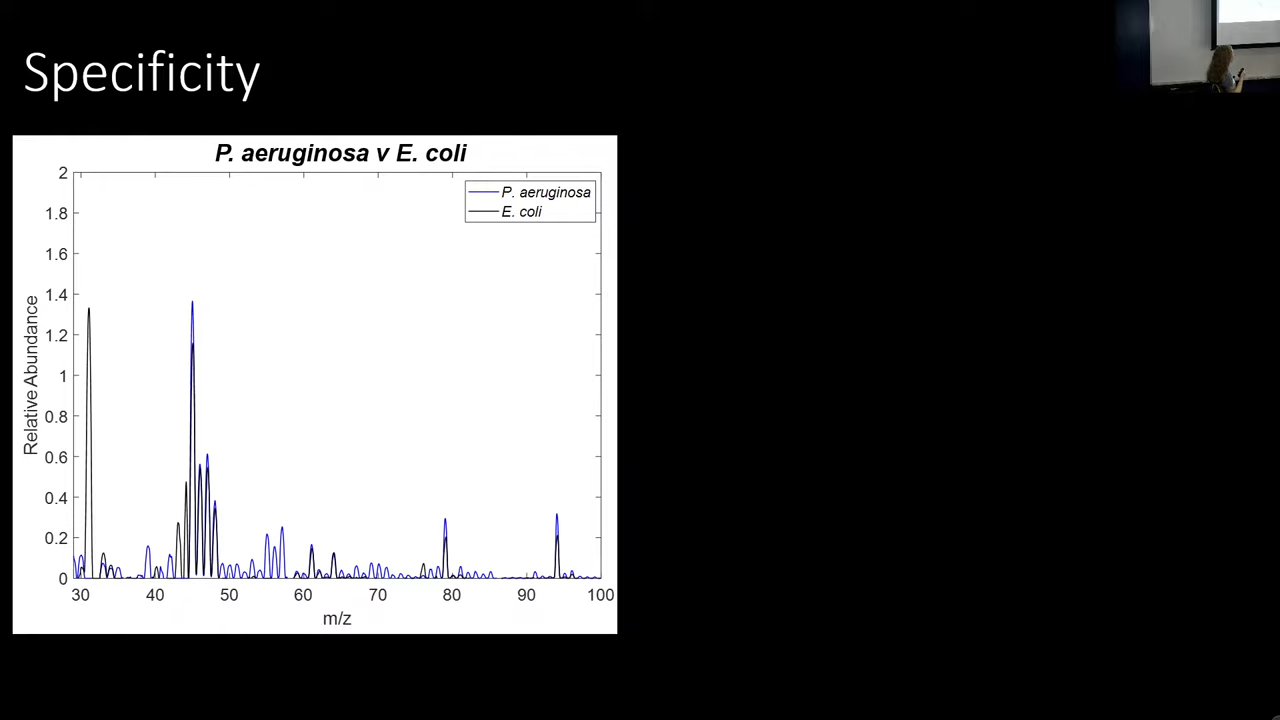 Specificity
P. aeruginosa v E. coli
P. aeruginosa
E. coli
Relative Abundance
2
1.8
1.6
1.4
1.2
1
0.8
0.6
0.4
0.2
0
30 40 50 60 70 80 90 100
m/z